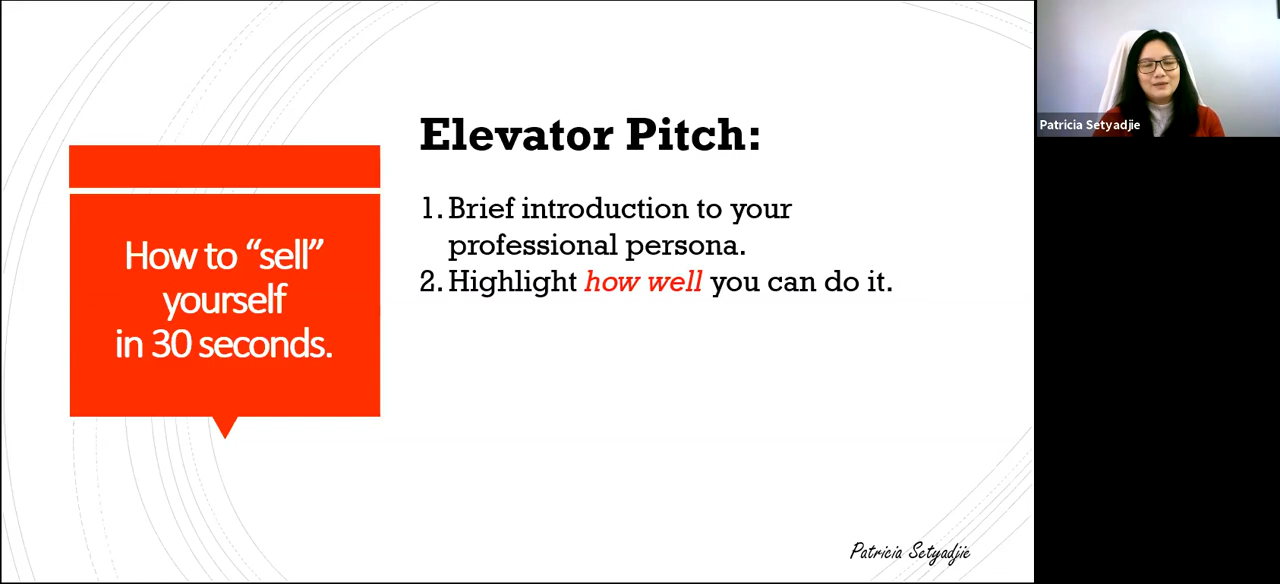 How to “sell”
yourself
in 30 seconds.
Elevator Pitch:
1. Brief introduction to your
professional persona.
2. Highlight how well you can do it.
Patricia Setyadjie
Patricia Setyadjie